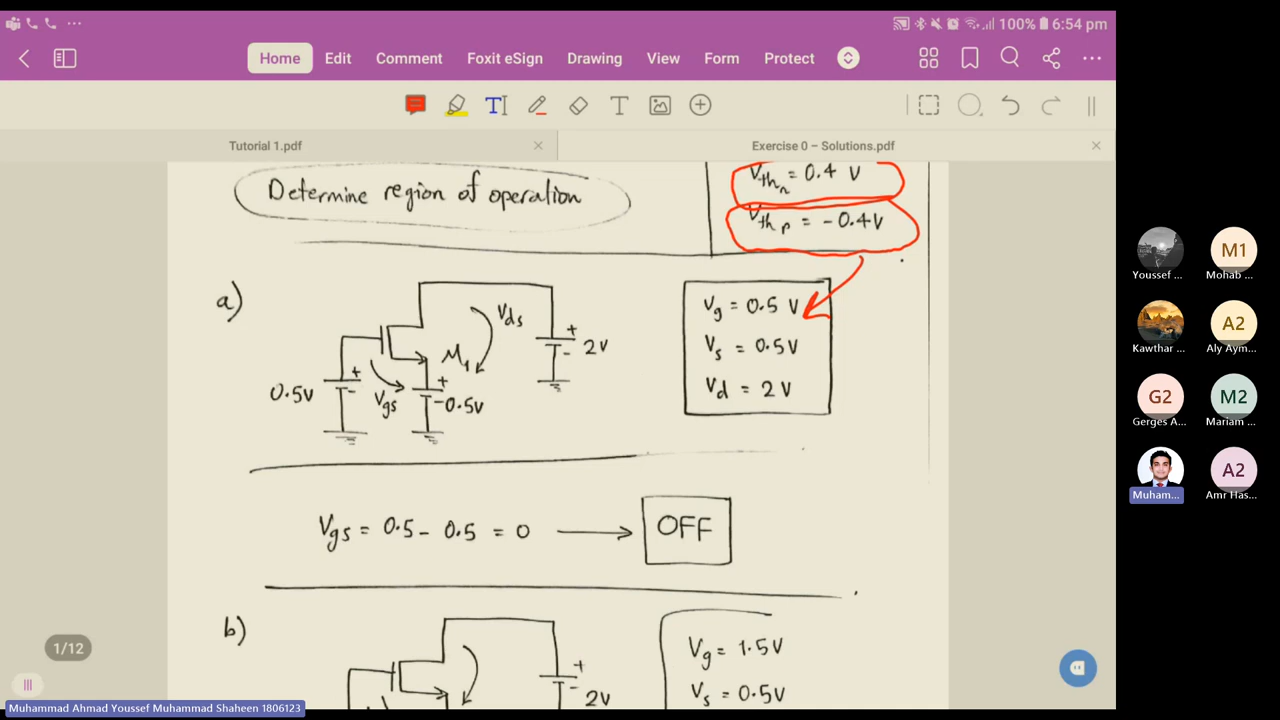 100% 6:54 pm
Home Edit Comment Foxit eSign Drawing View Form Protect
Tutorial 1.pdf
Exercise 0 – Solutions.pdf
Determine region of operation
Vthn = 0.4 V
Vthp = -0.4V
a)
Vds
+
-
2V
M1
+
-
0.5V
Vgs
+
-0.5V
Vg = 0.5 V
Vs = 0.5V
Vd = 2 V
Vgs = 0.5 - 0.5 = 0
OFF
b)
+
-
2V
Vg = 1.5V
Vs = 0.5V
1/12
Muhammad Ahmad Youssef Muhammad Shaheen 1806123
Youssef ...
M1
Mohab ...
Kawthar ...
A2
Aly Aym...
G2
Gerges A...
M2
Mariam ...
Muham...
A2
Amr Has...